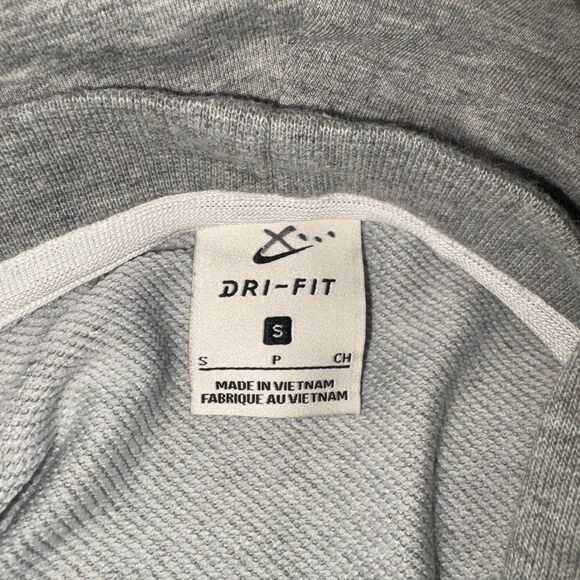 DRI-FIT
S
S P CH
MADE IN VIETNAM
FABRIQUE AU VIETNAM